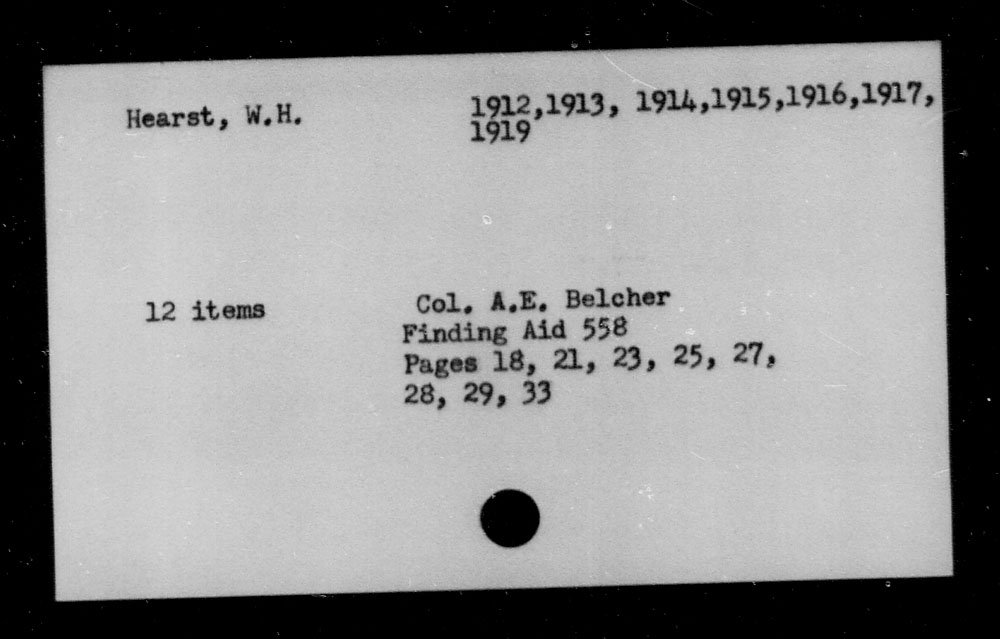 Hearst, W.H.
1912,1913, 1914,1915,1916,1917,
1919
12 items
Col. A.E. Belcher
Finding Aid 558
Pages 18, 21, 23, 25, 27,
28, 29, 33